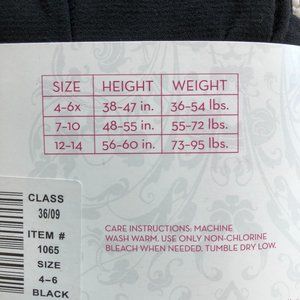 SIZE HEIGHT WEIGHT
4-6x 38-47 in. 36-54 lbs.
7-10 48-55 in. 55-72 lbs.
12-14 56-60 in. 73-95 lbs.
CLASS
36/09
ITEM #
1065
SIZE
4-6
BLACK
CARE INSTRUCTIONS: MACHINE
WASH WARM. USE ONLY NON-CHLORINE
BLEACH WHEN NEEDED. TUMBLE DRY LOW.